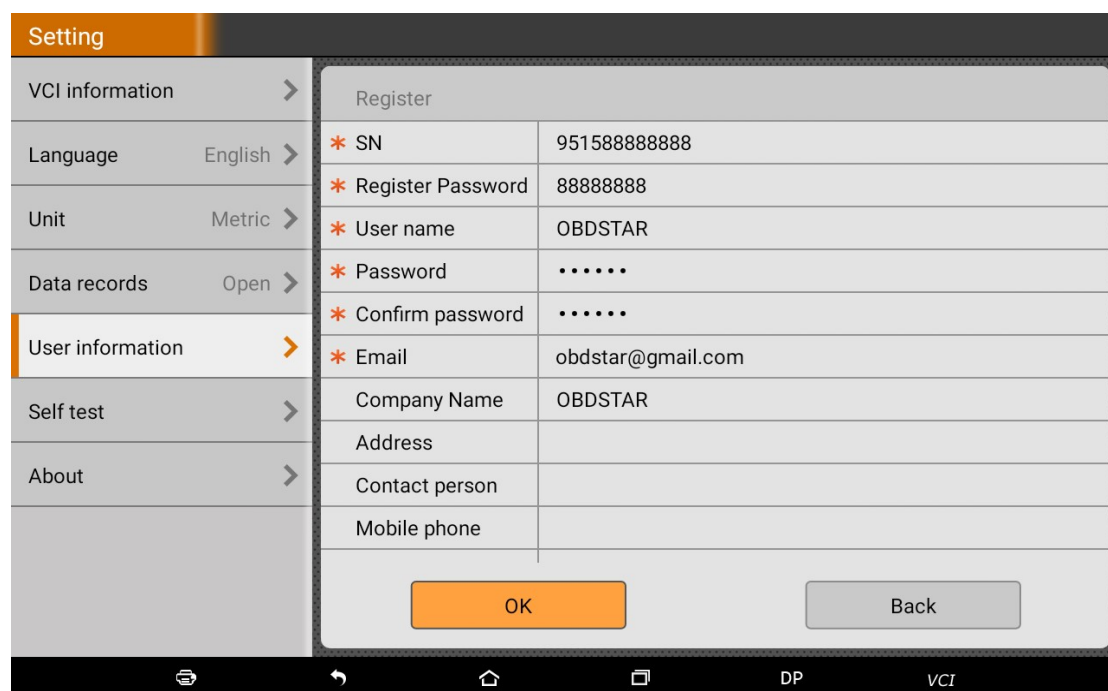 Setting
VCI information
Language English
Unit Metric
Data records Open
User information
Self test
About
Register
* SN 951588888888
* Register Password 88888888
* User name OBDSTAR
* Password ••••••
* Confirm password ••••••
* Email obdstar@gmail.com
Company Name OBDSTAR
Address
Contact person
Mobile phone
OK Back
DP VCI